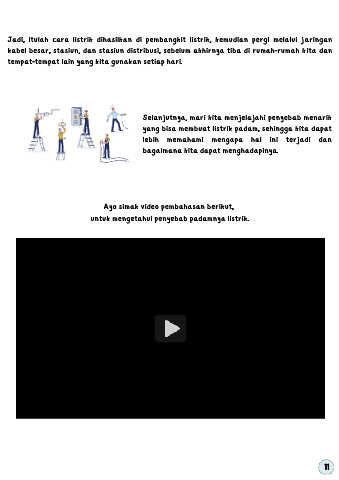 Jadi, itulah cara listrik dihasilkan di pembangkit listrik, kemudian pergi melalui jaringan
kabel besar, stasiun, dan stasiun distribusi, sebelum akhirnya tiba di rumah-rumah kita dan
tempat-tempat lain yang kita gunakan setiap hari.
Selanjutnya, mari kita menjelajahi penyebab menarik
yang bisa membuat listrik padam, sehingga kita dapat
lebih memahami mengapa hal ini terjadi dan
bagaimana kita dapat menghadapinya.
Ayo simak video pembahasan berikut,
untuk mengetahui penyebab padamnya listrik.
11